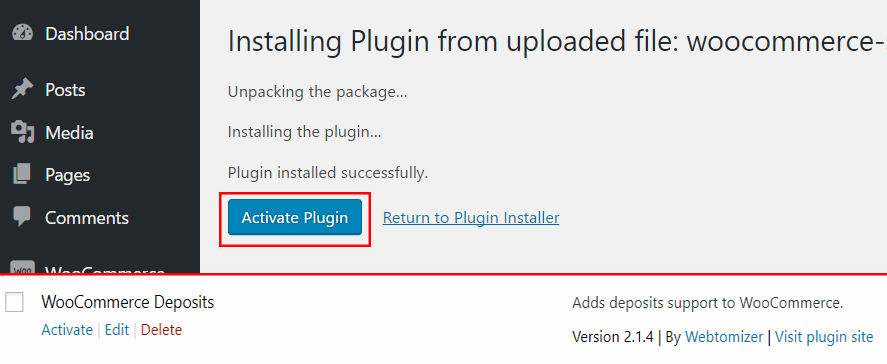 Dashboard
Posts
Media
Pages
Comments
WooCommerce
Installing Plugin from uploaded file: woocommerce-
Unpacking the package...
Installing the plugin...
Plugin installed successfully.
Activate Plugin Return to Plugin Installer
WooCommerce Deposits
Activate | Edit | Delete
Adds deposits support to WooCommerce.
Version 2.1.4 | By Webtomizer | Visit plugin site